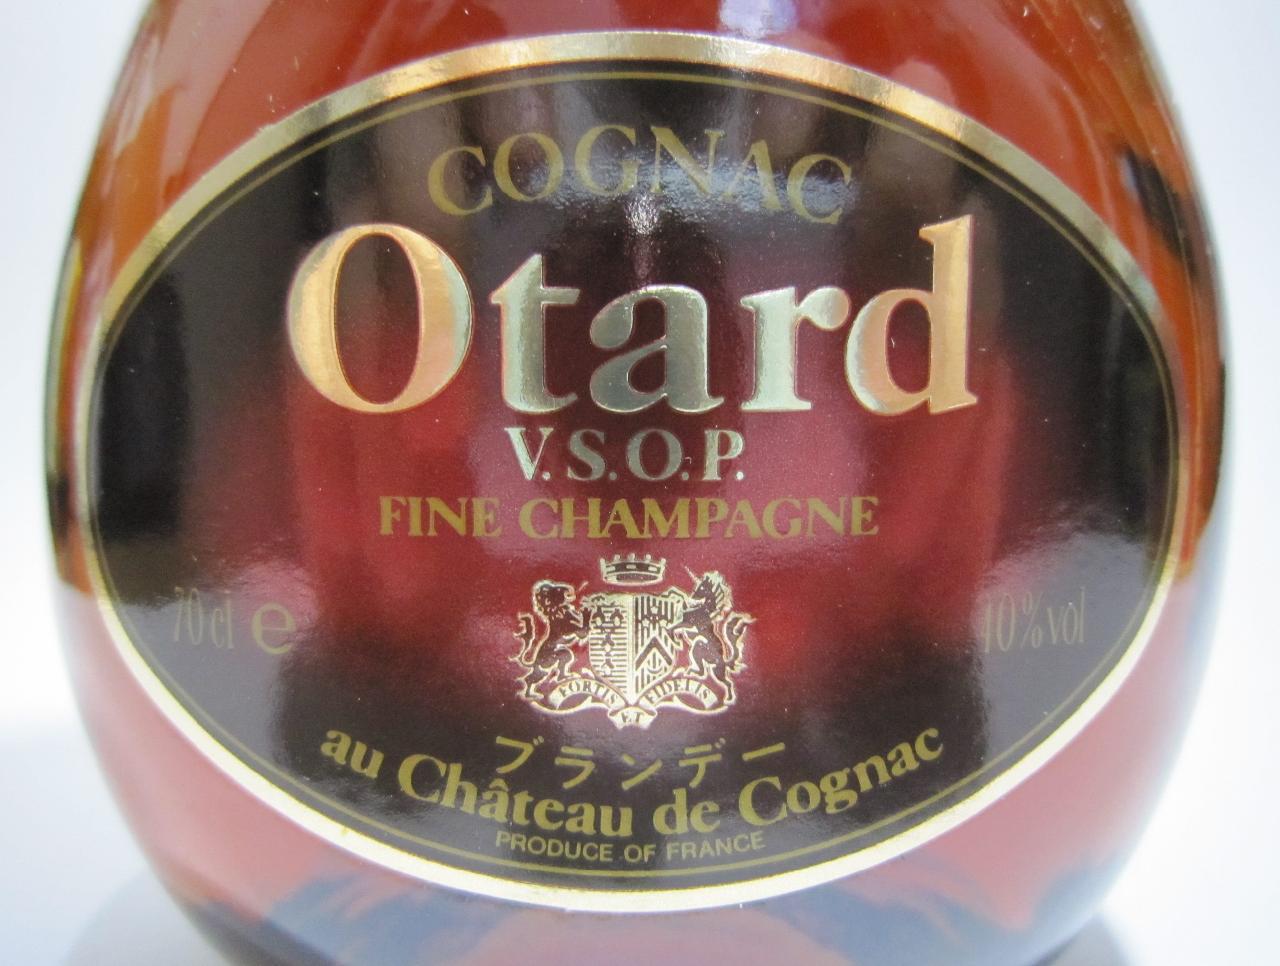 COGNAC
Otard
V.S.O.P.
FINE CHAMPAGNE
70cl e
40%vol
FORTIS ET FIDELIS
ブランデー
au Château de Cognac
PRODUCE OF FRANCE